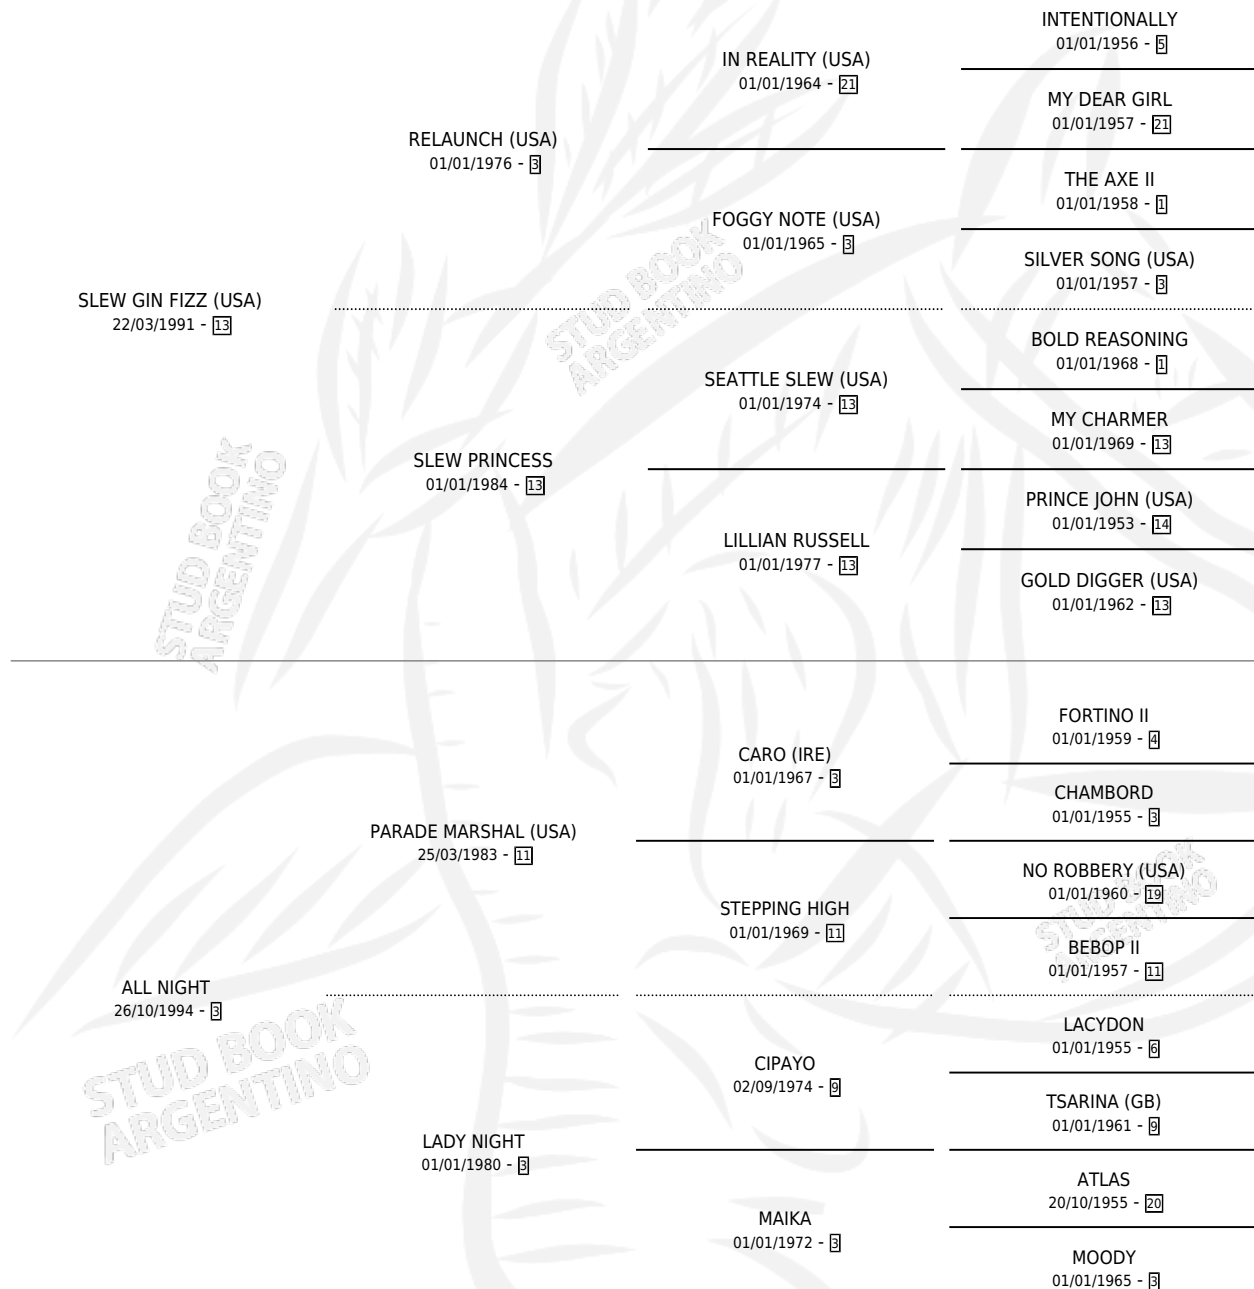 INTENTIONALLY
01/01/1956 - 5
IN REALITY (USA)
01/01/1964 - 21
MY DEAR GIRL
01/01/1957 - 21
RELAUNCH (USA)
01/01/1976 - 3
THE AXE II
01/01/1958 - 1
FOGGY NOTE (USA)
01/01/1965 - 3
SILVER SONG (USA)
01/01/1957 - 3
SLEW GIN FIZZ (USA)
22/03/1991 - 13
STUD BOOK
ARGENTINO
BOLD REASONING
01/01/1968 - 1
SEATTLE SLEW (USA)
01/01/1974 - 13
MY CHARMER
01/01/1969 - 13
SLEW PRINCESS
01/01/1984 - 13
PRINCE JOHN (USA)
01/01/1953 - 14
LILLIAN RUSSELL
01/01/1977 - 13
GOLD DIGGER (USA)
01/01/1962 - 13
STUD BOOK
ARGENTINO
FORTINO II
01/01/1959 - 4
CARO (IRE)
01/01/1967 - 3
CHAMBORD
01/01/1955 - 3
PARADE MARSHAL (USA)
25/03/1983 - 11
NO ROBBERY (USA)
01/01/1960 - 19
STEPPING HIGH
01/01/1969 - 11
STUD BOOK
ARGENTINO
BEBOP II
01/01/1957 - 11
ALL NIGHT
26/10/1994 - 3
LACYDON
01/01/1955 - 6
CIPAYO
02/09/1974 - 9
STUD BOOK
ARGENTINO
TSARINA (GB)
01/01/1961 - 9
LADY NIGHT
01/01/1980 - 3
ATLAS
20/10/1955 - 20
MAIKA
01/01/1972 - 3
MOODY
01/01/1965 - 3